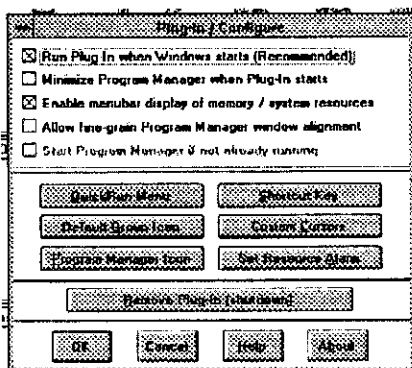 Plug-In / Configure
Run Plug-In when Windows starts (Recommended)
Minimize Program Manager when Plug-In starts
Enable menubar display of memory / system resources
Allow fine-grain Program Manager window alignment
Start Program Manager if not already running
QuickRun Menu
Shortcut Key
Default Group Icon
Custom Cursors
Program Manager Icon
Set Resource Alarm
Remove Plug-In (shutdown)
OK
Cancel
Help
About